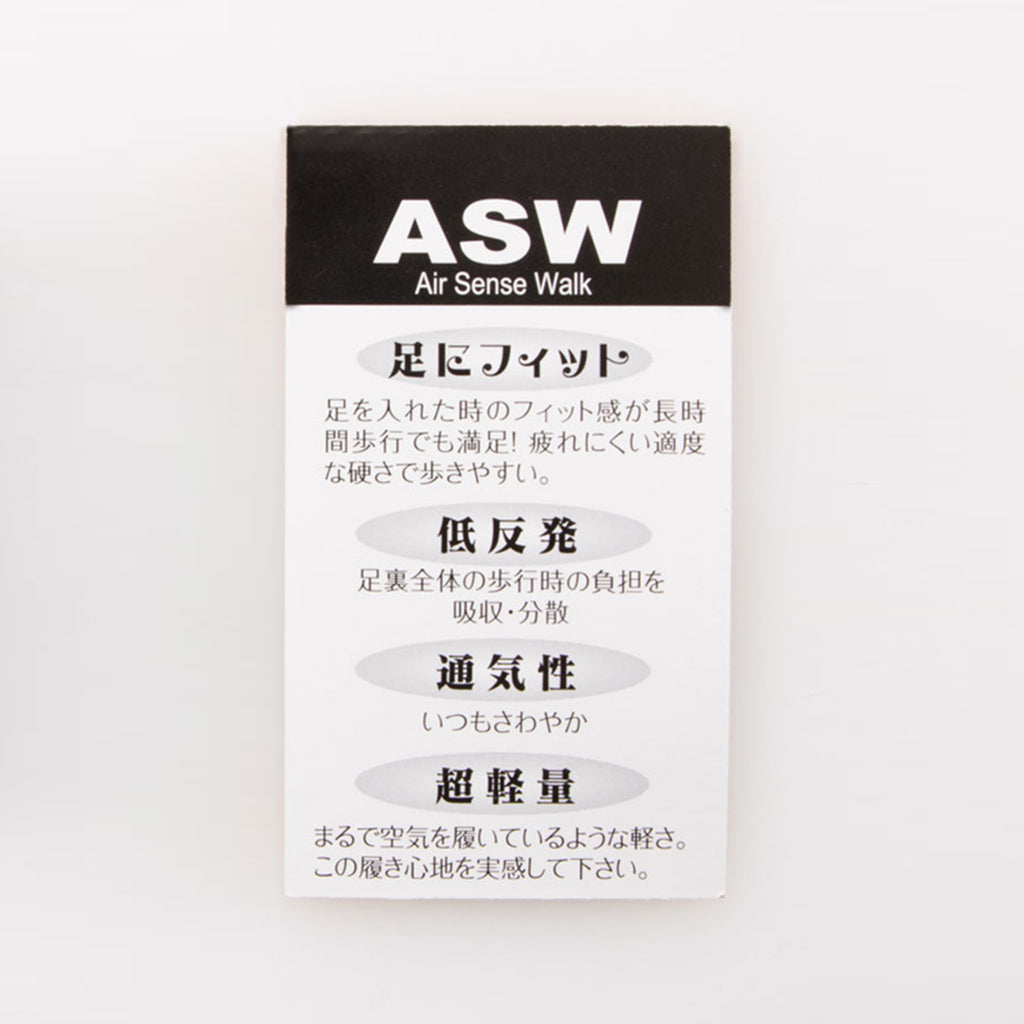 ASW
Air Sense Walk
足にフィット
足を入れた時のフィット感が長時
間歩行でも満足! 疲れにくい適度
な硬さで歩きやすい。
低反発
足裏全体の歩行時の負担を
吸収・分散
通気性
いつもさわやか
超軽量
まるで空気を履いているような軽さ。
この履き心地を実感して下さい。